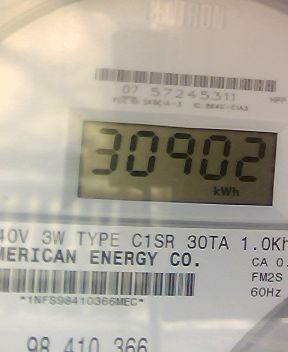 ITRON
07 57245311
30902
kWh
40V 3W TYPE C1SR 30TA 1.0Kh
MERICAN ENERGY CO.
CA 0.
FM2S
60Hz
*1NFS98410366MEC*
98 410 366